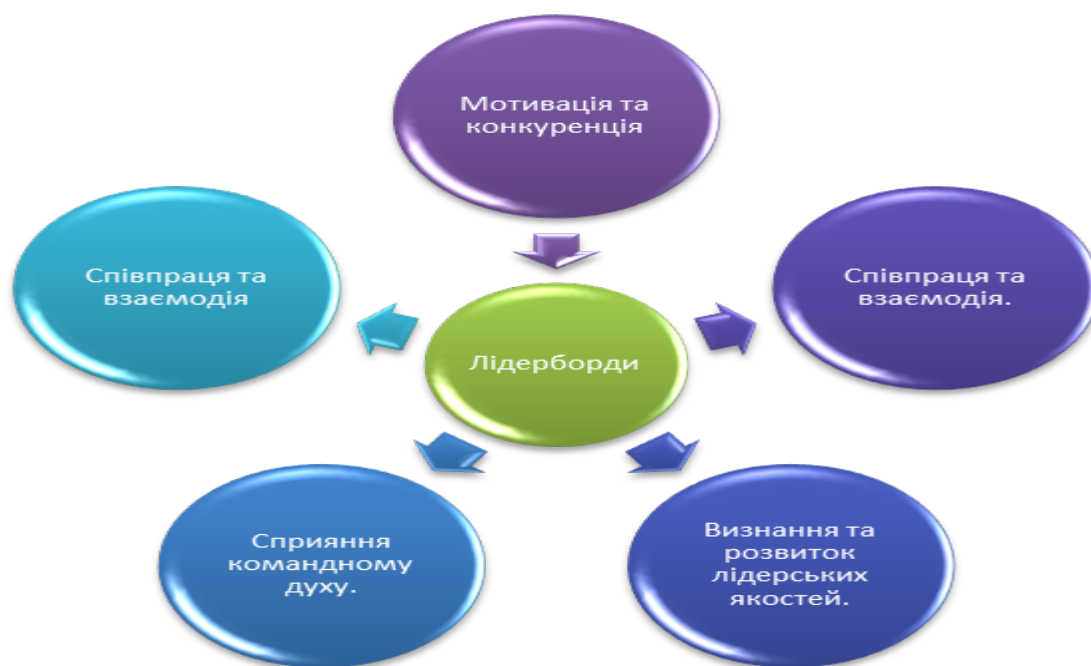 Мотивація та
конкуренція
Співпраця та
взаємодія
Співпраця та
взаємодія.
Лідерборди
Сприяння
командному
духу.
Визнання та
розвиток
лідерських
якостей.